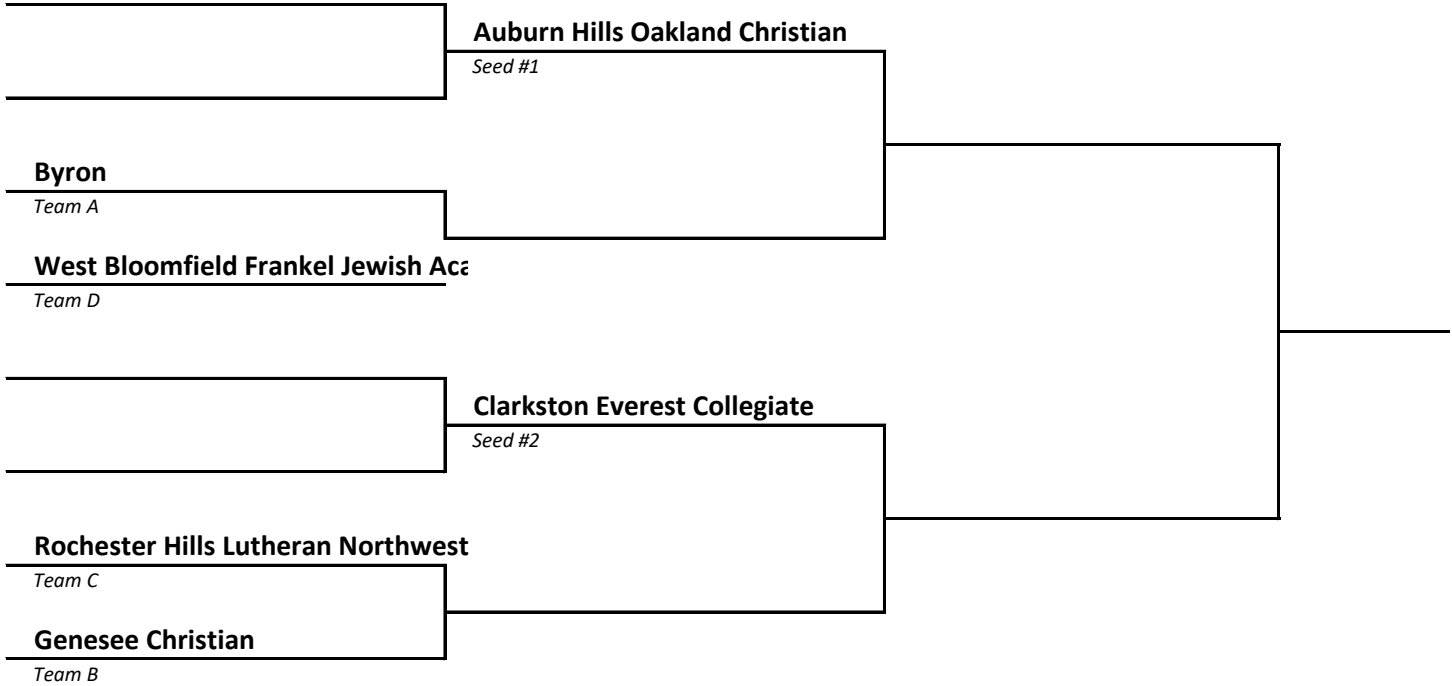 Auburn Hills Oakland Christian
Seed #1
Byron
Team A
West Bloomfield Frankel Jewish
Team D
Clarkston Everest Collegiate
Seed #2
Rochester Hills Lutheran Northwest
Team C
Genesee Christian
Team B